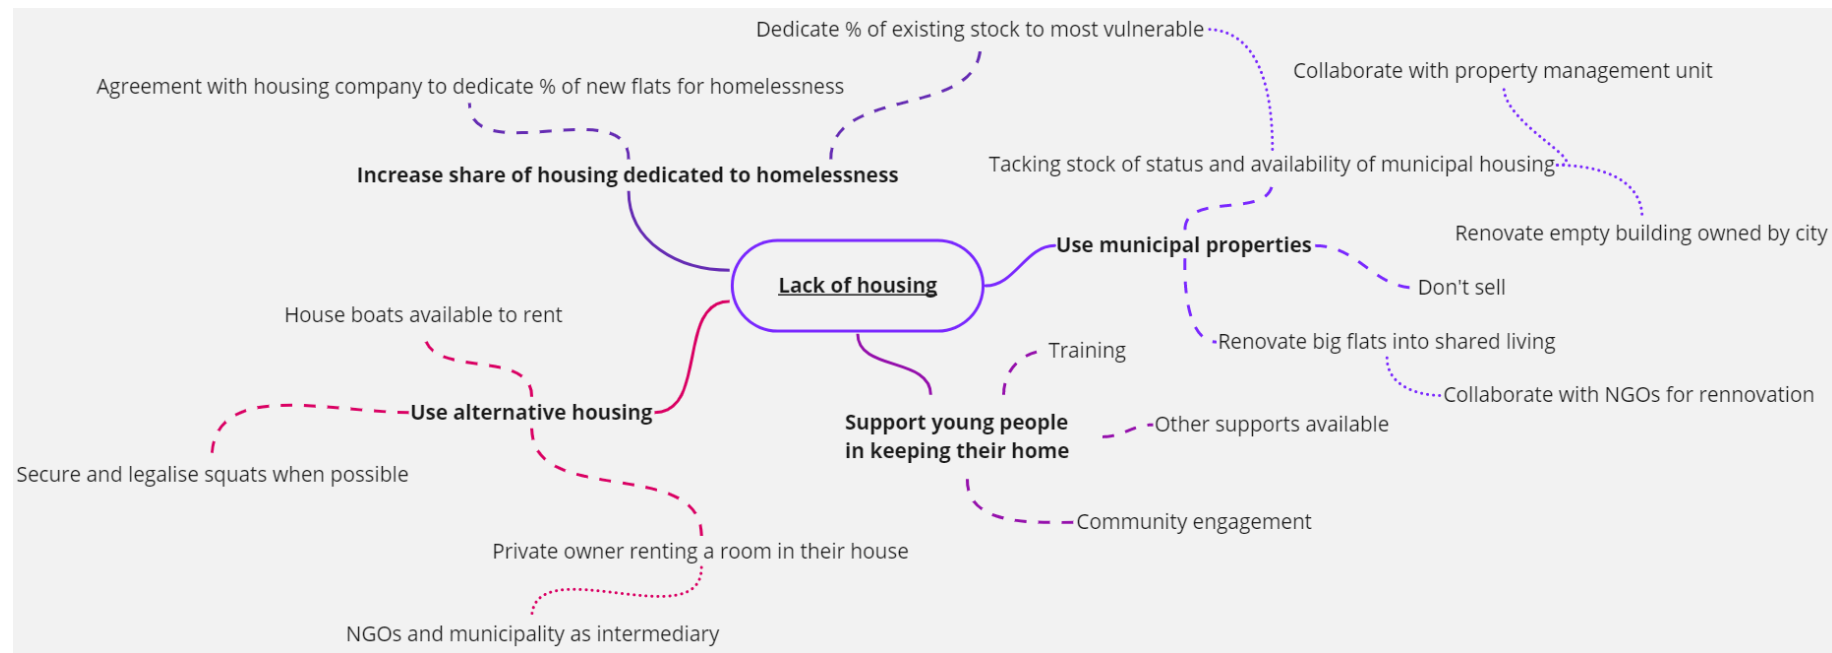 Dedicate % of existing stock to most vulnerable
Collaborate with property management unit
Agreement with housing company to dedicate % of new flats for homelessness
Tacking stock of status and availability of municipal housing
Increase share of housing dedicated to homelessness
Renovate empty building owned by city
Use municipal properties
Lack of housing
Don't sell
House boats available to rent
Renovate big flats into shared living
Training
Collaborate with NGOs for rennovation
Use alternative housing
Support young people
in keeping their home
Other supports available
Secure and legalise squats when possible
Community engagement
Private owner renting a room in their house
NGOs and municipality as intermediary